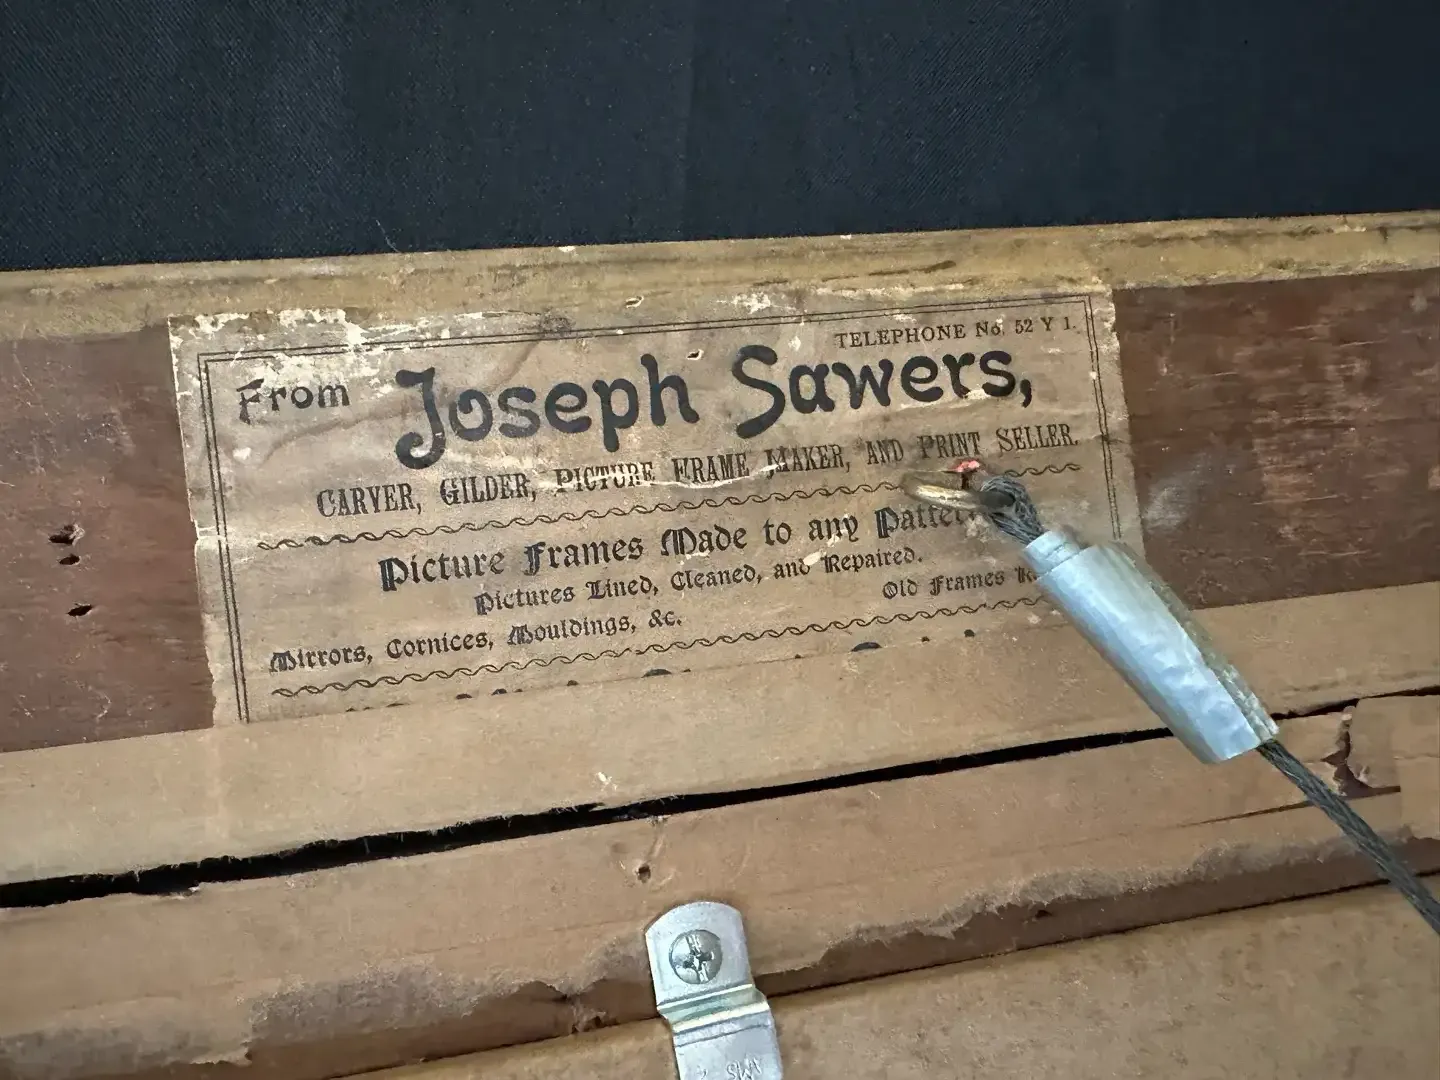 TELEPHONE No. 52 Y 1.
From Joseph Sawers,
CARVER, GILDER, PICTURE FRAME MAKER, AND PRINT SELLER.
Picture Frames Made to any
Pictures Lined, Cleaned, and Repaired.
Mirrors, Cornices, Mouldings, &c. Old Frames
AMS